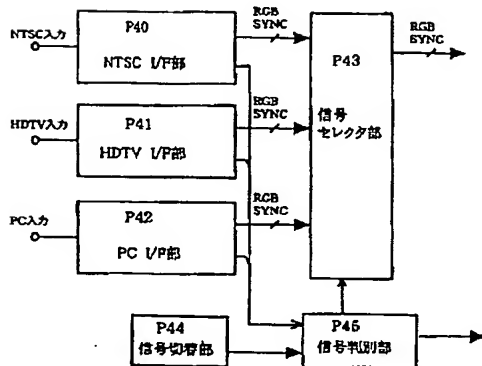 NTSC入力
P40
NTSC I/F部
RGB
SYNC
HDTV入力
P41
HDTV I/F部
RGB
SYNC
PC入力
P42
PC I/F部
RGB
SYNC
P43
信号
セレクタ部
RGB
SYNC
P44
信号切替部
P45
信号判別部